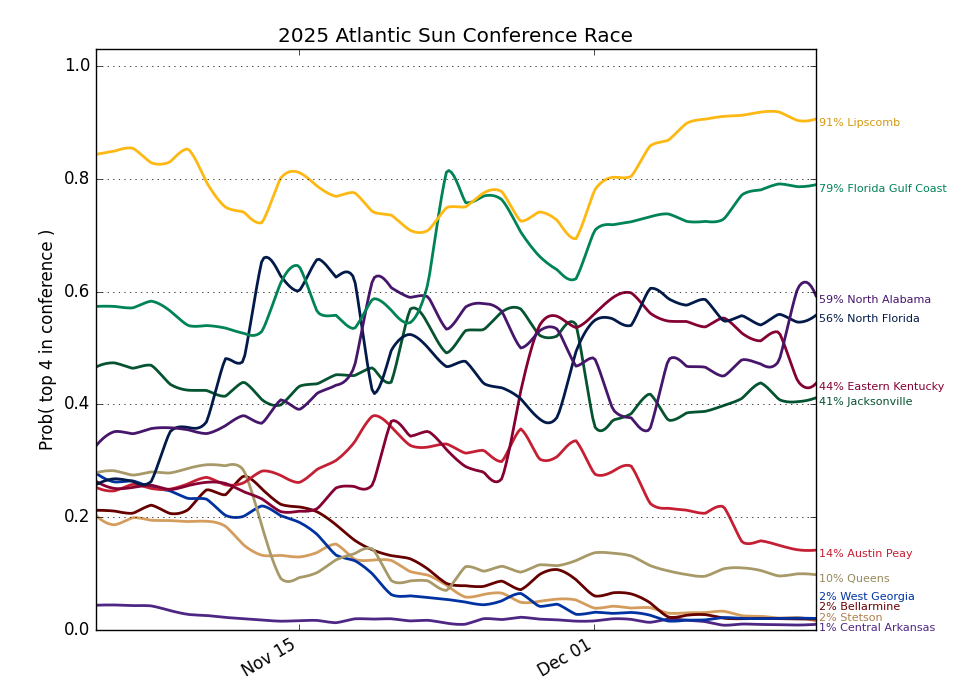 2025 Atlantic Sun Conference Race
Prob( top 4 in conference )
1.0
0.8
0.6
0.4
0.2
0.0
Nov 15
Dec 01
91% Lipscomb
79% Florida Gulf Coast
59% North Alabama
56% North Florida
44% Eastern Kentucky
41% Jacksonville
14% Austin Peay
10% Queens
2% West Georgia
2% Bellarmine
2% Stetson
1% Central Arkansas